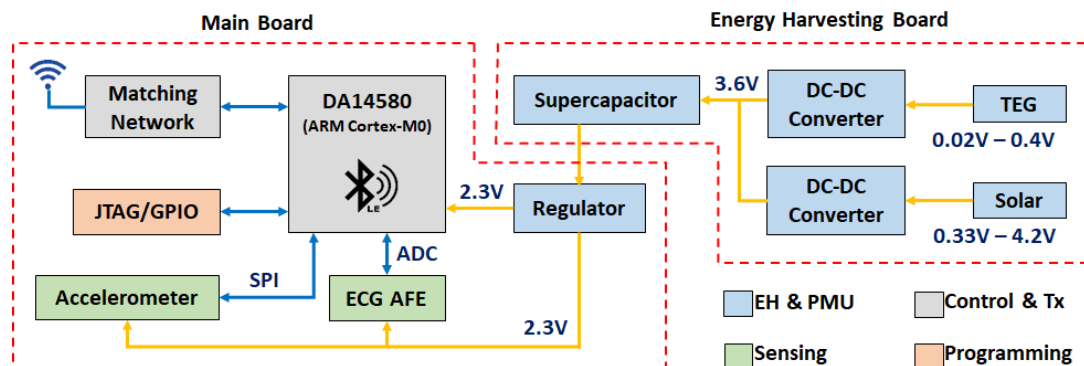 Main Board
Energy Harvesting Board
Matching
Network
DA14580
(ARM Cortex-M0)
LE
Supercapacitor
3.6V
DC-DC
Converter
TEG
0.02V – 0.4V
JTAG/GPIO
2.3V
Regulator
DC-DC
Converter
Solar
0.33V – 4.2V
SPI
ADC
Accelerometer
ECG AFE
2.3V
EH & PMU
Control & Tx
Sensing
Programming